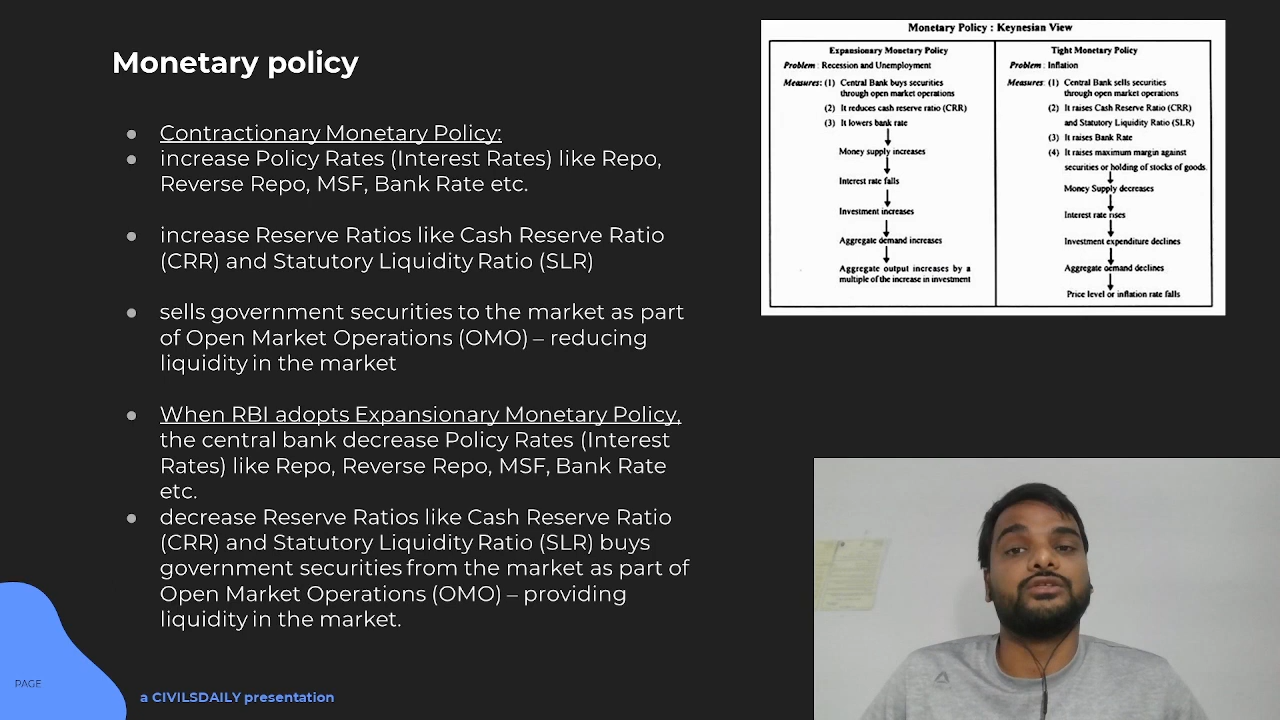 Monetary policy
Contractionary Monetary Policy:
increase Policy Rates (Interest Rates) like Repo,
Reverse Repo, MSF, Bank Rate etc.
increase Reserve Ratios like Cash Reserve Ratio
(CRR) and Statutory Liquidity Ratio (SLR)
sells government securities to the market as part
of Open Market Operations (OMO) – reducing
liquidity in the market
When RBI adopts Expansionary Monetary Policy,
the central bank decrease Policy Rates (Interest
Rates) like Repo, Reverse Repo, MSF, Bank Rate
etc.
decrease Reserve Ratios like Cash Reserve Ratio
(CRR) and Statutory Liquidity Ratio (SLR) buys
government securities from the market as part of
Open Market Operations (OMO) – providing
liquidity in the market.
PAGE
a CIVILSDAILY presentation
Monetary Policy : Keynesian View
Expansionary Monetary Policy
Problem : Recession and Unemployment
Measures: (1) Central Bank buys securities
through open market operations
(2) It reduces cash reserve ratio (CRR)
(3) It lowers bank rate
Money supply increases
Interest rate falls
Investment increases
Aggregate demand increases
Aggregate output increases by a
multiple of the increase in investment
Tight Monetary Policy
Problem : Inflation
Measures: (1) Central Bank sells securities
through open market operations
(2) It raises Cash Reserve Ratio (CRR)
and Statutory Liquidity Ratio (SLR)
(3) It raises Bank Rate
(4) It raises maximum margin against
securities or holding of stocks of goods.
Money Supply decreases
Interest rate rises
Investment expenditure declines
Aggregate demand declines
Price level or inflation rate falls